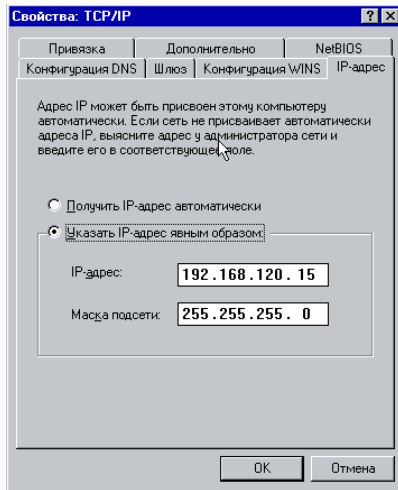 Свойства: TCP/IP
Привязка Дополнительно NetBIOS
Конфигурация DNS Шлюз Конфигурация WINS IP-адрес
Адрес IP может быть присвоен этому компьютеру
автоматически. Если сеть не присваивает автоматически
адреса IP, выясните адрес у администратора сети и
введите его в соответствующее поле.
Получить IP-адрес автоматически
Указать IP-адрес явным образом:
IP-адрес: 192.168.120. 15
Маска подсети: 255.255.255. 0
OK Отмена